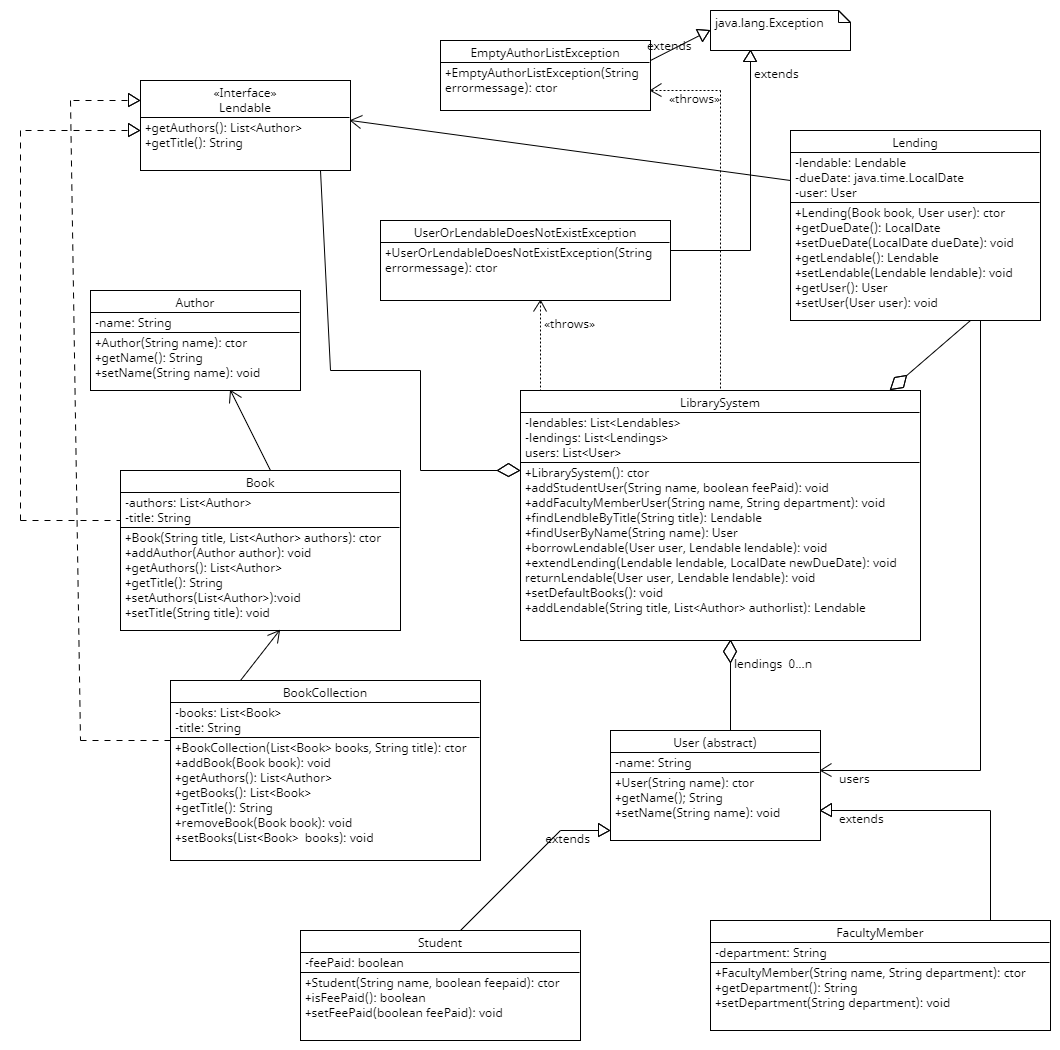 java.lang.Exception
extends
EmptyAuthorListException
+EmptyAuthorListException(String
errormessage): ctor
extends
«throws»
«Interface»
Lendable
+getAuthors(): List<Author>
+getTitle(): String
Lending
-lendable: Lendable
-dueDate: java.time.LocalDate
-user: User
+Lending(Book book, User user): ctor
+getDueDate(): LocalDate
+setDueDate(LocalDate dueDate): void
+getLendable(): Lendable
+setLendable(Lendable lendable): void
+getUser(): User
+setUser(User user): void
UserOrLendableDoesNotExistException
+UserOrLendableDoesNotExistException(String
errormessage): ctor
«throws»
Author
-name: String
+Author(String name): ctor
+getName(): String
+setName(String name): void
LibrarySystem
-lendables: List<Lendables>
-lendings: List<Lendings>
users: List<User>
+LibrarySystem(): ctor
+addStudentUser(String name, boolean feePaid): void
+addFacultyMemberUser(String name, String department): void
+findLendbleByTitle(String title): Lendable
+findUserByName(String name): User
+borrowLendable(User user, Lendable lendable): void
+extendLending(Lendable lendable, LocalDate newDueDate): void
returnLendable(User user, Lendable lendable): void
+setDefaultBooks(): void
+addLendable(String title, List<Author> authorlist): Lendable
Book
-authors: List<Author>
-title: String
+Book(String title, List<Author> authors): ctor
+addAuthor(Author author): void
+getAuthors(): List<Author>
+getTitle(): String
+setAuthors(List<Author>):void
+setTitle(String title): void
lendings 0...n
BookCollection
-books: List<Book>
-title: String
+BookCollection(List<Book> books, String title): ctor
+addBook(Book book): void
+getAuthors(): List<Author>
+getBooks(): List<Book>
+getTitle(): String
+removeBook(Book book): void
+setBooks(List<Book> books): void
User (abstract)
-name: String
+User(String name): ctor
+getName(); String
+setName(String name): void
users
extends
extends
Student
-feePaid: boolean
+Student(String name, boolean feepaid): ctor
+isFeePaid(): boolean
+setFeePaid(boolean feePaid): void
FacultyMember
-department: String
+FacultyMember(String name, String department): ctor
+getDepartment(): String
+setDepartment(String department): void